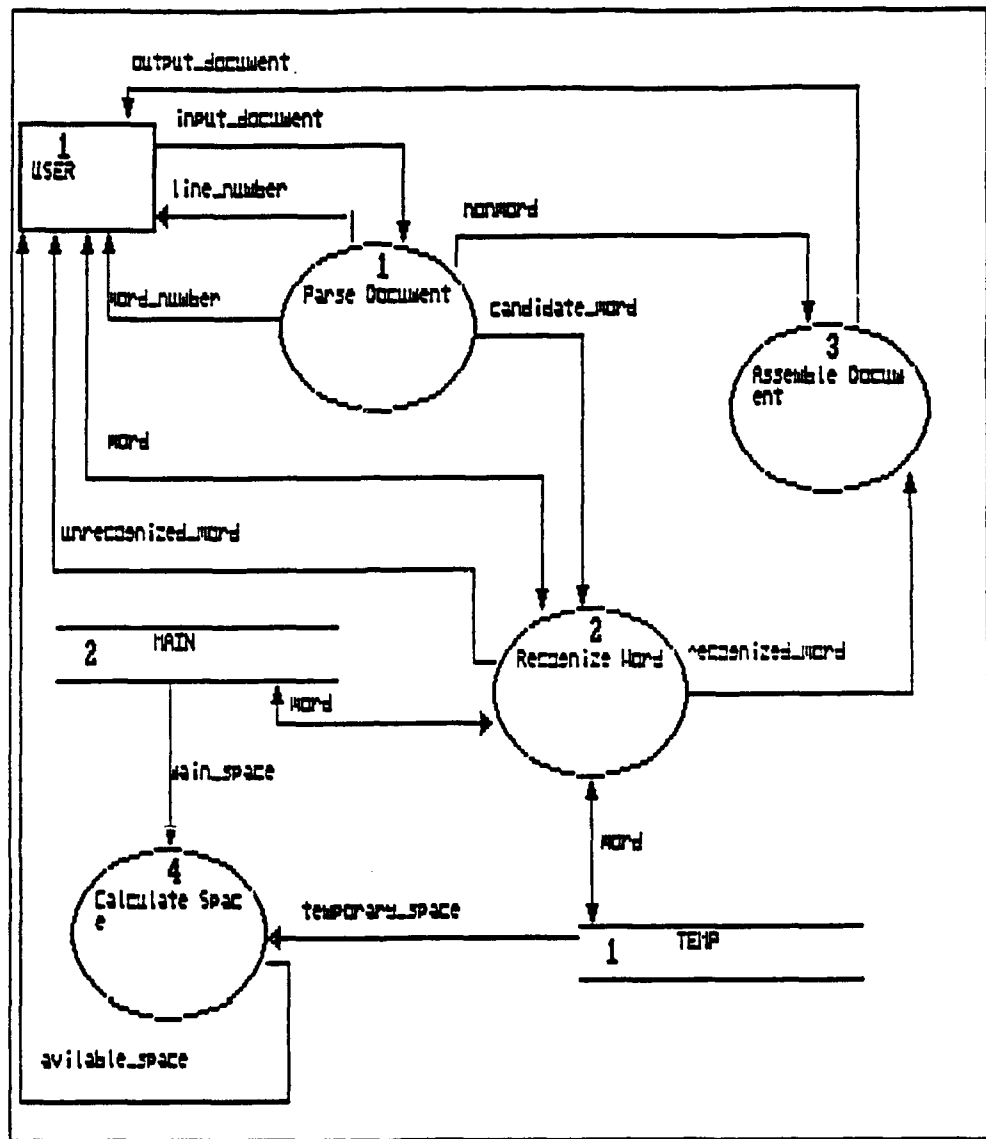 output_document
input_document
1
USER
line_number
nonword
1
Parse Document
word_number
candidate_word
3
Assemble Docum
ent
word
unrecognized_word
2
MAIN
2
Recognize Word
recognized_word
word
main_space
word
4
Calculate Spac
e
temporary_space
TEMP
1
avilable_space